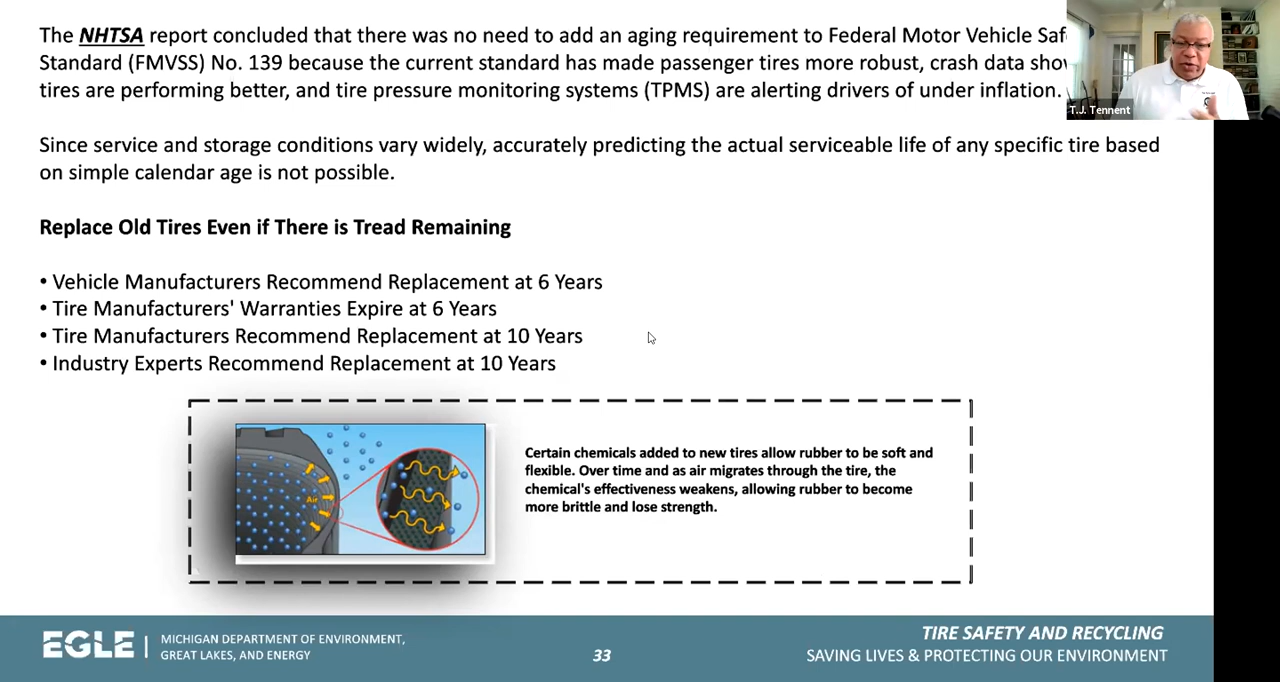 The NHTSA report concluded that there was no need to add an aging requirement to Federal Motor Vehicle
Standard (FMVSS) No. 139 because the current standard has made passenger tires more robust, crash data
tires are performing better, and tire pressure monitoring systems (TPMS) are alerting drivers of under inflation.
T.J. Tennent
Since service and storage conditions vary widely, accurately predicting the actual serviceable life of any specific tire based
on simple calendar age is not possible.
Replace Old Tires Even if There is Tread Remaining
• Vehicle Manufacturers Recommend Replacement at 6 Years
• Tire Manufacturers' Warranties Expire at 6 Years
• Tire Manufacturers Recommend Replacement at 10 Years
• Industry Experts Recommend Replacement at 10 Years
Air
Certain chemicals added to new tires allow rubber to be soft and
flexible. Over time and as air migrates through the tire, the
chemical's effectiveness weakens, allowing rubber to become
more brittle and lose strength.
EGLE
MICHIGAN DEPARTMENT OF ENVIRONMENT,
GREAT LAKES, AND ENERGY
33
TIRE SAFETY AND RECYCLING
SAVING LIVES & PROTECTING OUR ENVIRONMENT